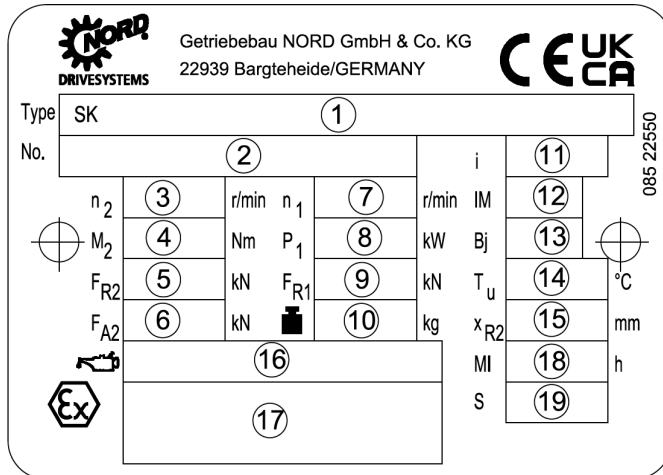 NORD
DRIVESYSTEMS
Getriebebau NORD GmbH & Co. KG
22939 Bargteheide/GERMANY
CE UK CA
Type SK 1
No. 2 i 11
n2 3 r/min n1 7 r/min IM 12
M2 4 Nm P1 8 kW Bj 13
FR2 5 kN FR1 9 kN Tu 14 °C
FA2 6 kN 10 kg xR2 15 mm
16 MI 18 h
Ex 17 S 19
085 22550